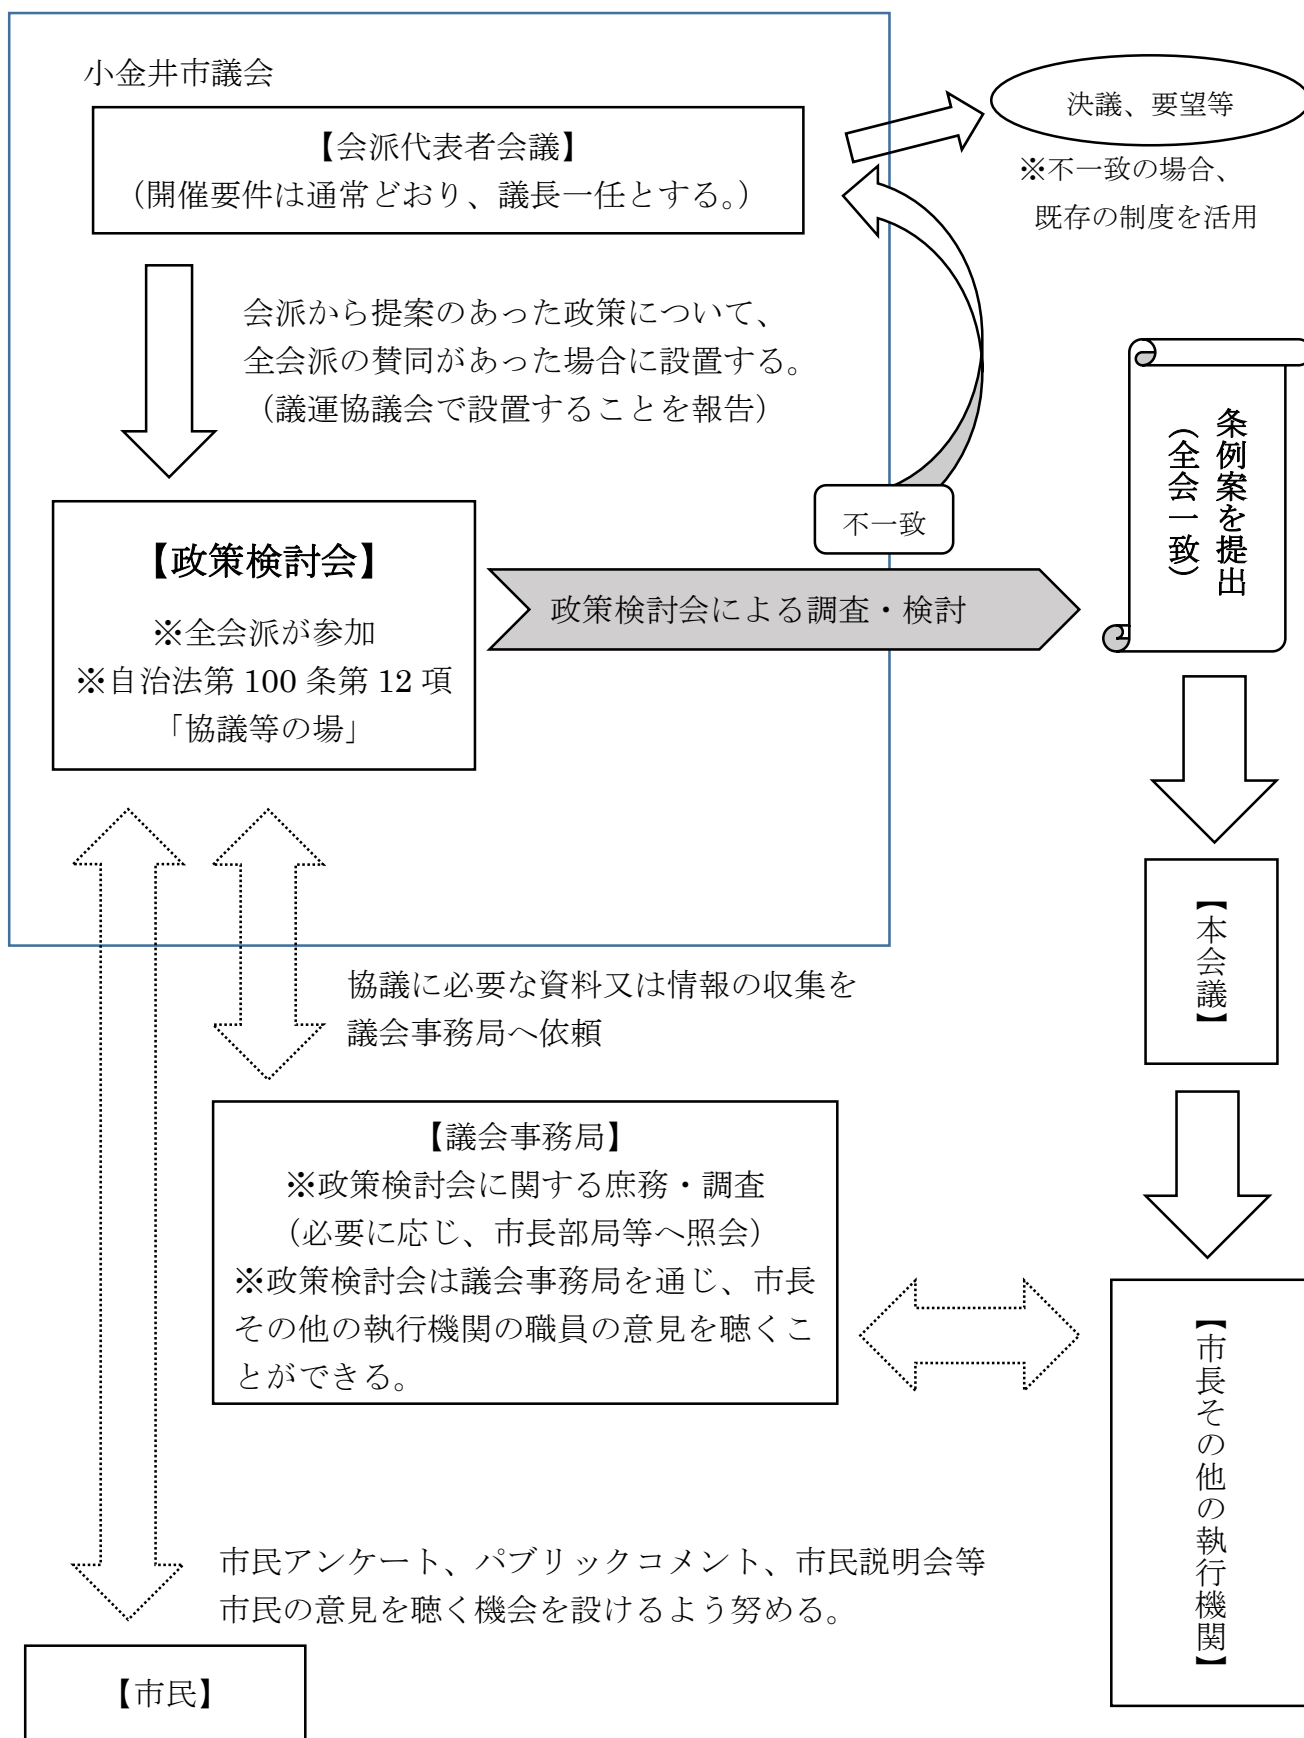 小金井市議会
【会派代表者会議】
（開催要件は通常どおり、議長一任とする。）
決議、要望等
※不一致の場合、
既存の制度を活用
会派から提案のあった政策について、
全会派の賛同があった場合に設置する。
（議運協議会で設置することを報告）
条例案を提出
（全会一致）
不一致
【政策検討会】
※全会派が参加
※自治法第 100 条第 12 項
「協議等の場」
政策検討会による調査・検討
【本会議】
協議に必要な資料又は情報の収集を
議会事務局へ依頼
【議会事務局】
※政策検討会に関する庶務・調査
（必要に応じ、市長部局等へ照会）
※政策検討会は議会事務局を通じ、市長
その他の執行機関の職員の意見を聴くこ
とができる。
【市長その他の執行機関】
市民アンケート、パブリックコメント、市民説明会等
市民の意見を聴く機会を設けるよう努める。
【市民】